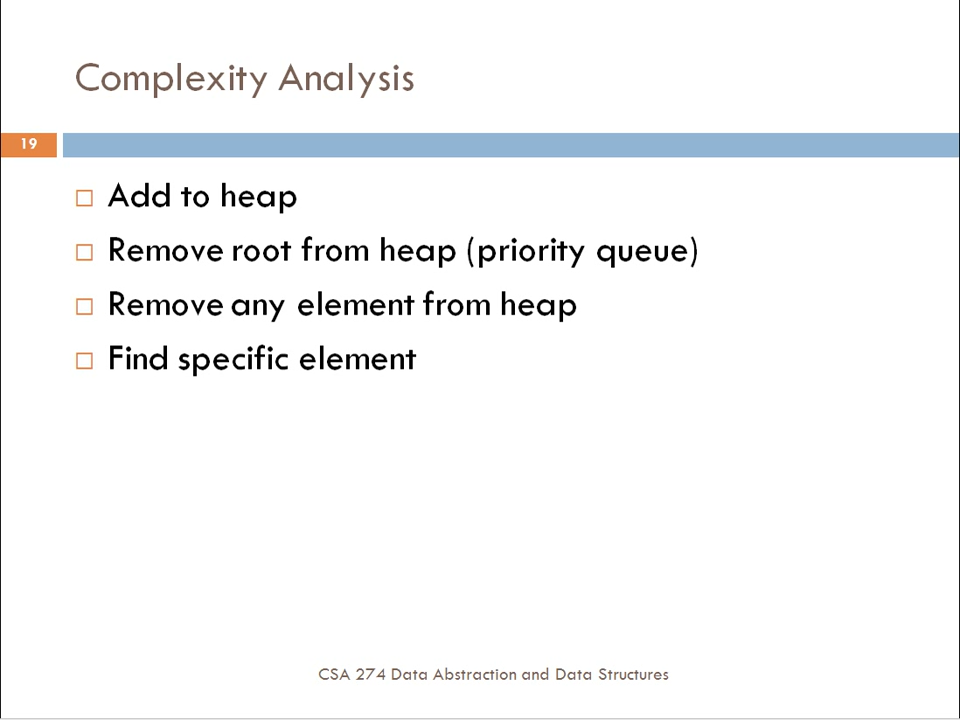 Complexity Analysis
19
Add to heap
Remove root from heap (priority queue)
Remove any element from heap
Find specific element
CSA 274 Data Abstraction and Data Structures